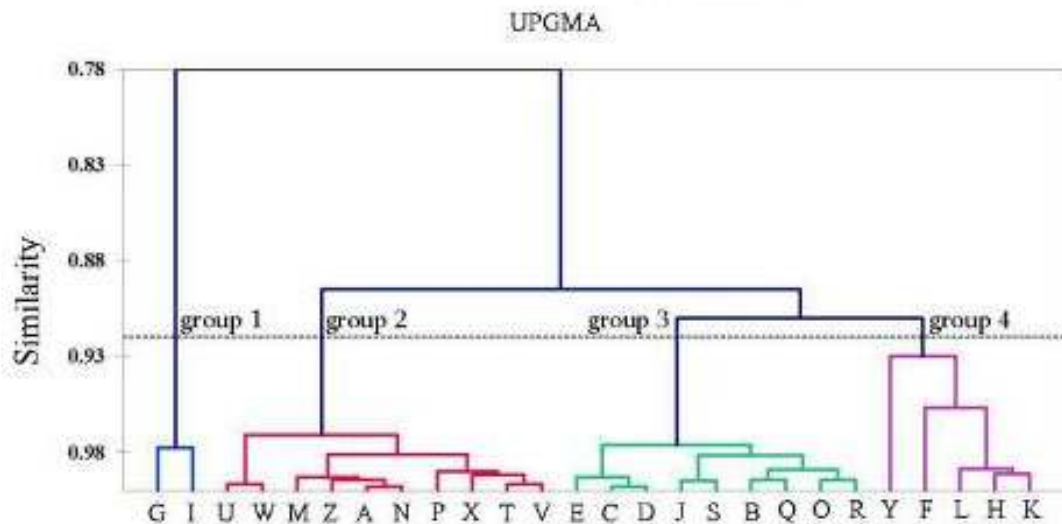 UPGMA
0.78
0.83
0.88
group 1 group 2 group 3 group 4
0.93
0.98
Similarity
G I U W M Z A N P X T V E C D J S B Q O R Y F L H K